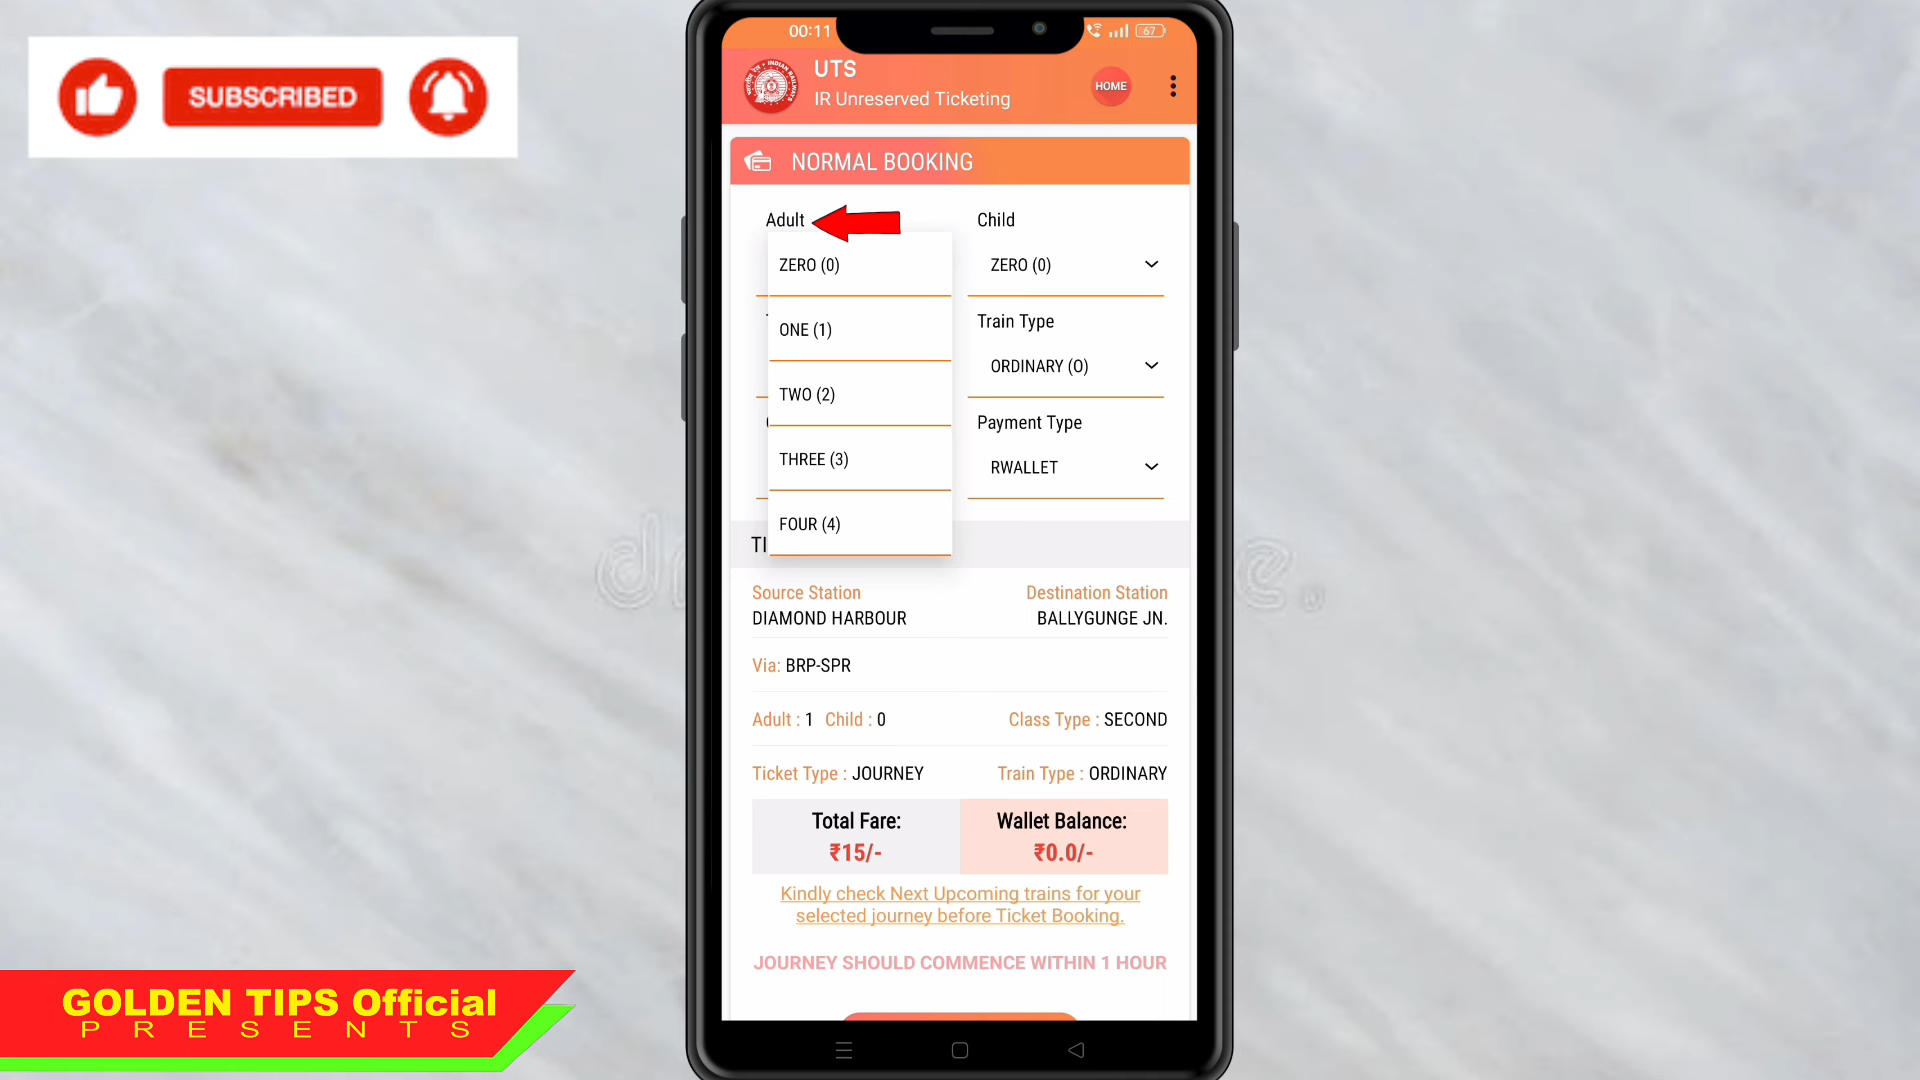 SUBSCRIBED
00:11
67
UTS
IR Unreserved Ticketing
HOME
NORMAL BOOKING
Adult
Child
ZERO (0)
ZERO (0)
ONE (1)
Train Type
ORDINARY (O)
TWO (2)
Payment Type
THREE (3)
RWALLET
FOUR (4)
TI
Source Station
Destination Station
DIAMOND HARBOUR
BALLYGUNGE JN.
Via: BRP-SPR
Adult : 1 Child : 0
Class Type : SECOND
Ticket Type : JOURNEY
Train Type : ORDINARY
Total Fare:
Wallet Balance:
₹15/-
₹0.0/-
Kindly check Next Upcoming trains for your
selected journey before Ticket Booking.
JOURNEY SHOULD COMMENCE WITHIN 1 HOUR
GOLDEN TIPS Official
PRESENTS